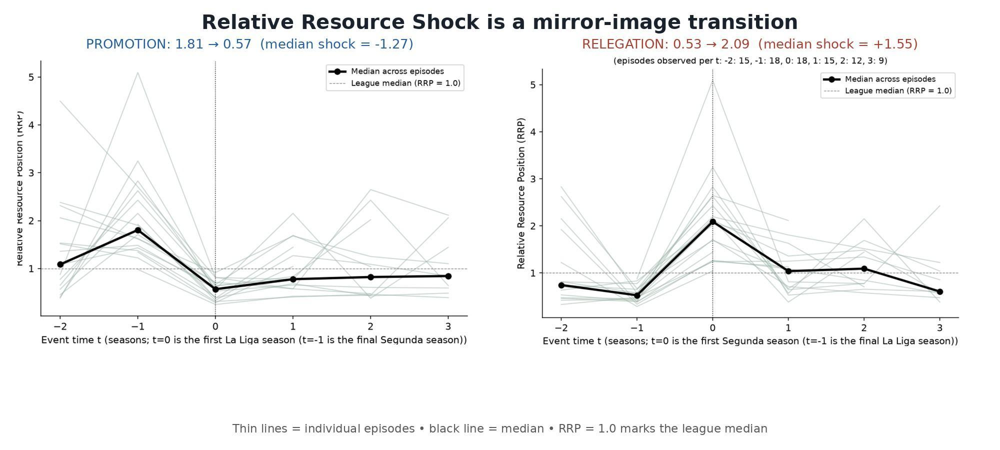 Relative Resource Shock is a mirror-image transition
PROMOTION: 1.81 → 0.57 (median shock = -1.27)
Median across episodes
League median (RRP = 1.0)
Relative Resource Position (RRP)
5
4
3
2
1
−2
−1
0
1
2
3
Event time t (seasons; t=0 is the first La Liga season (t=-1 is the final Segunda season))
RELEGATION: 0.53 → 2.09 (median shock = +1.55)
(episodes observed per t: -2: 15, -1: 18, 0: 18, 1: 15, 2: 12, 3: 9)
Median across episodes
League median (RRP = 1.0)
Relative Resource Position (RRP)
5
4
3
2
1
−2
−1
0
1
2
3
Event time t (seasons; t=0 is the first Segunda season (t=-1 is the final La Liga season))
Thin lines = individual episodes • black line = median • RRP = 1.0 marks the league median